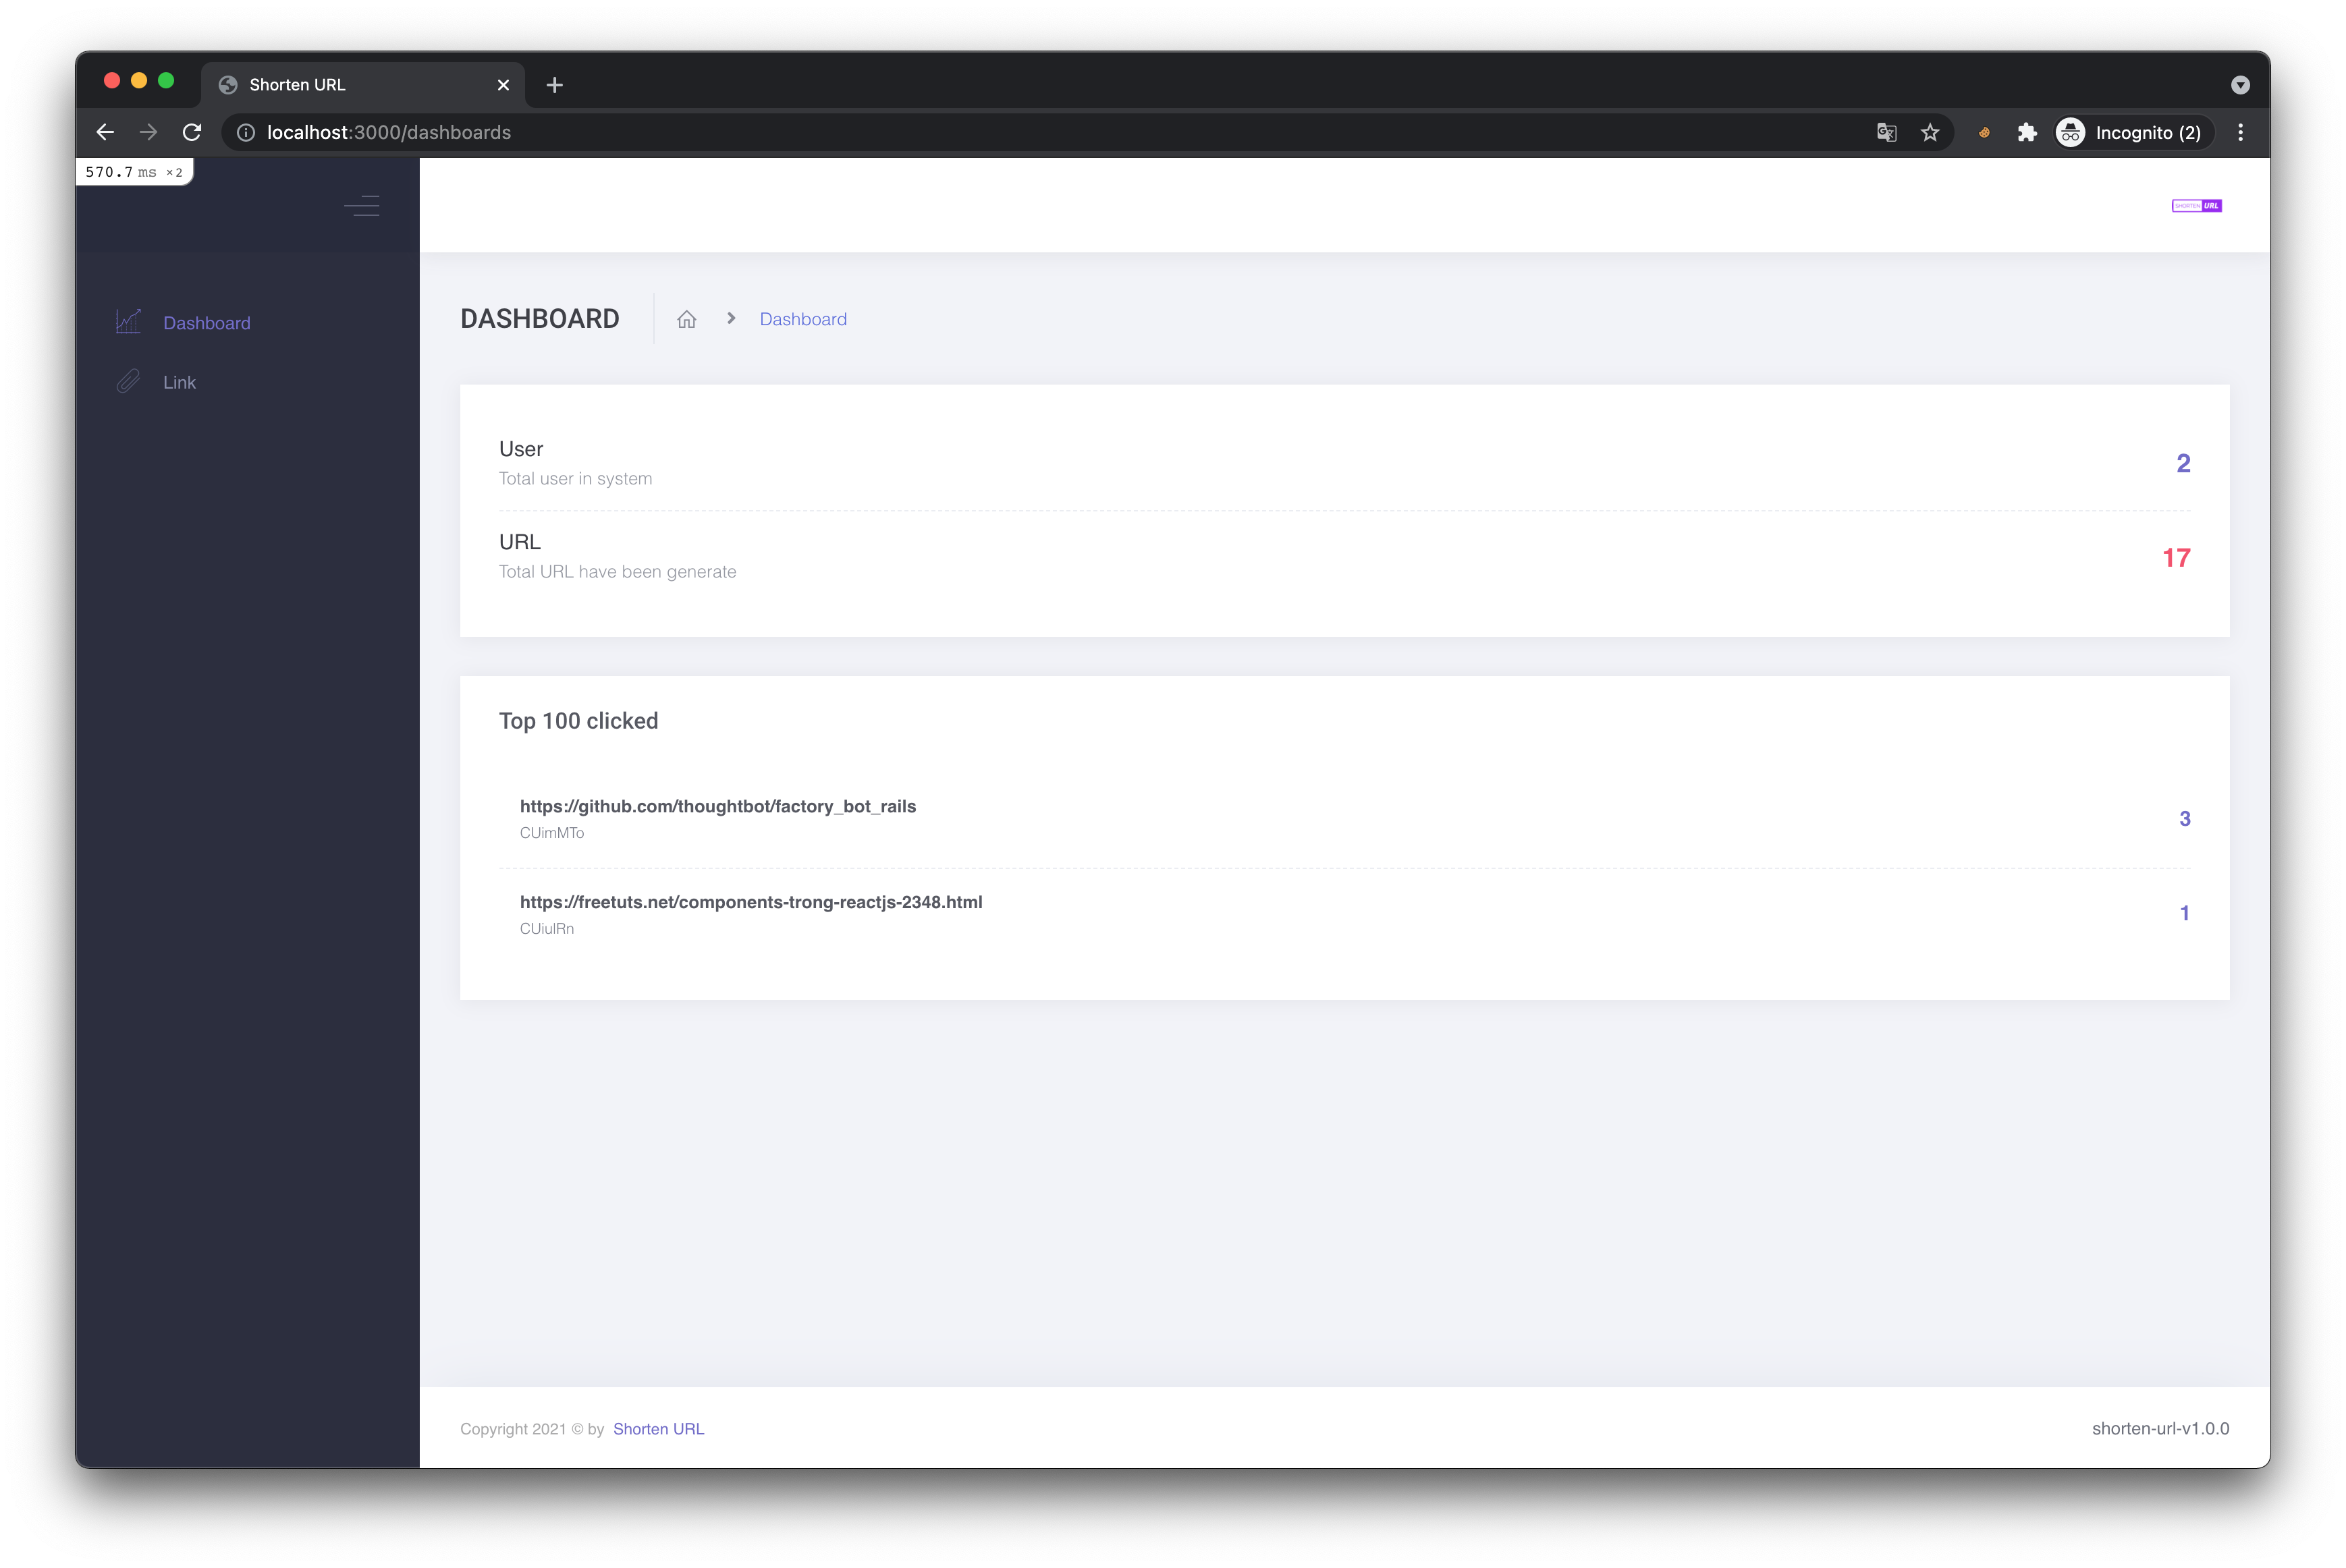 Shorten URL
localhost:3000/dashboards
Incognito (2)
570.7 ms ×2
SHORTEN URL
Dashboard
Link
DASHBOARD
Dashboard
User
Total user in system
2
URL
Total URL have been generate
17
Top 100 clicked
https://github.com/thoughtbot/factory_bot_rails
CUimMTo
3
https://freetuts.net/components-trong-reactjs-2348.html
CUiulRn
1
Copyright 2021 © by Shorten URL
shorten-url-v1.0.0